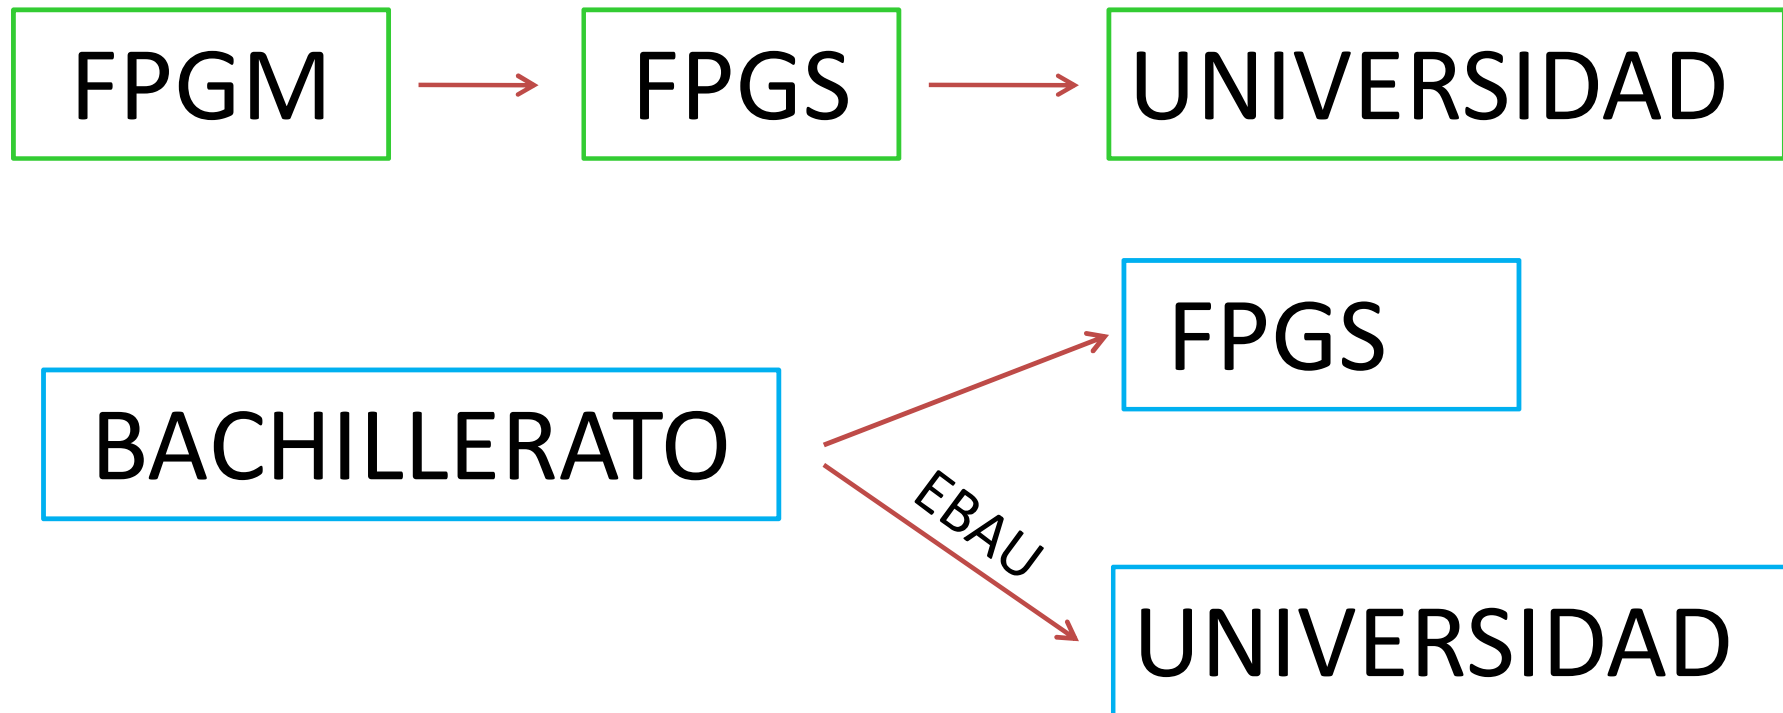 FPGM
FPGS
UNIVERSIDAD
FPGS
BACHILLERATO
EBAU
UNIVERSIDAD